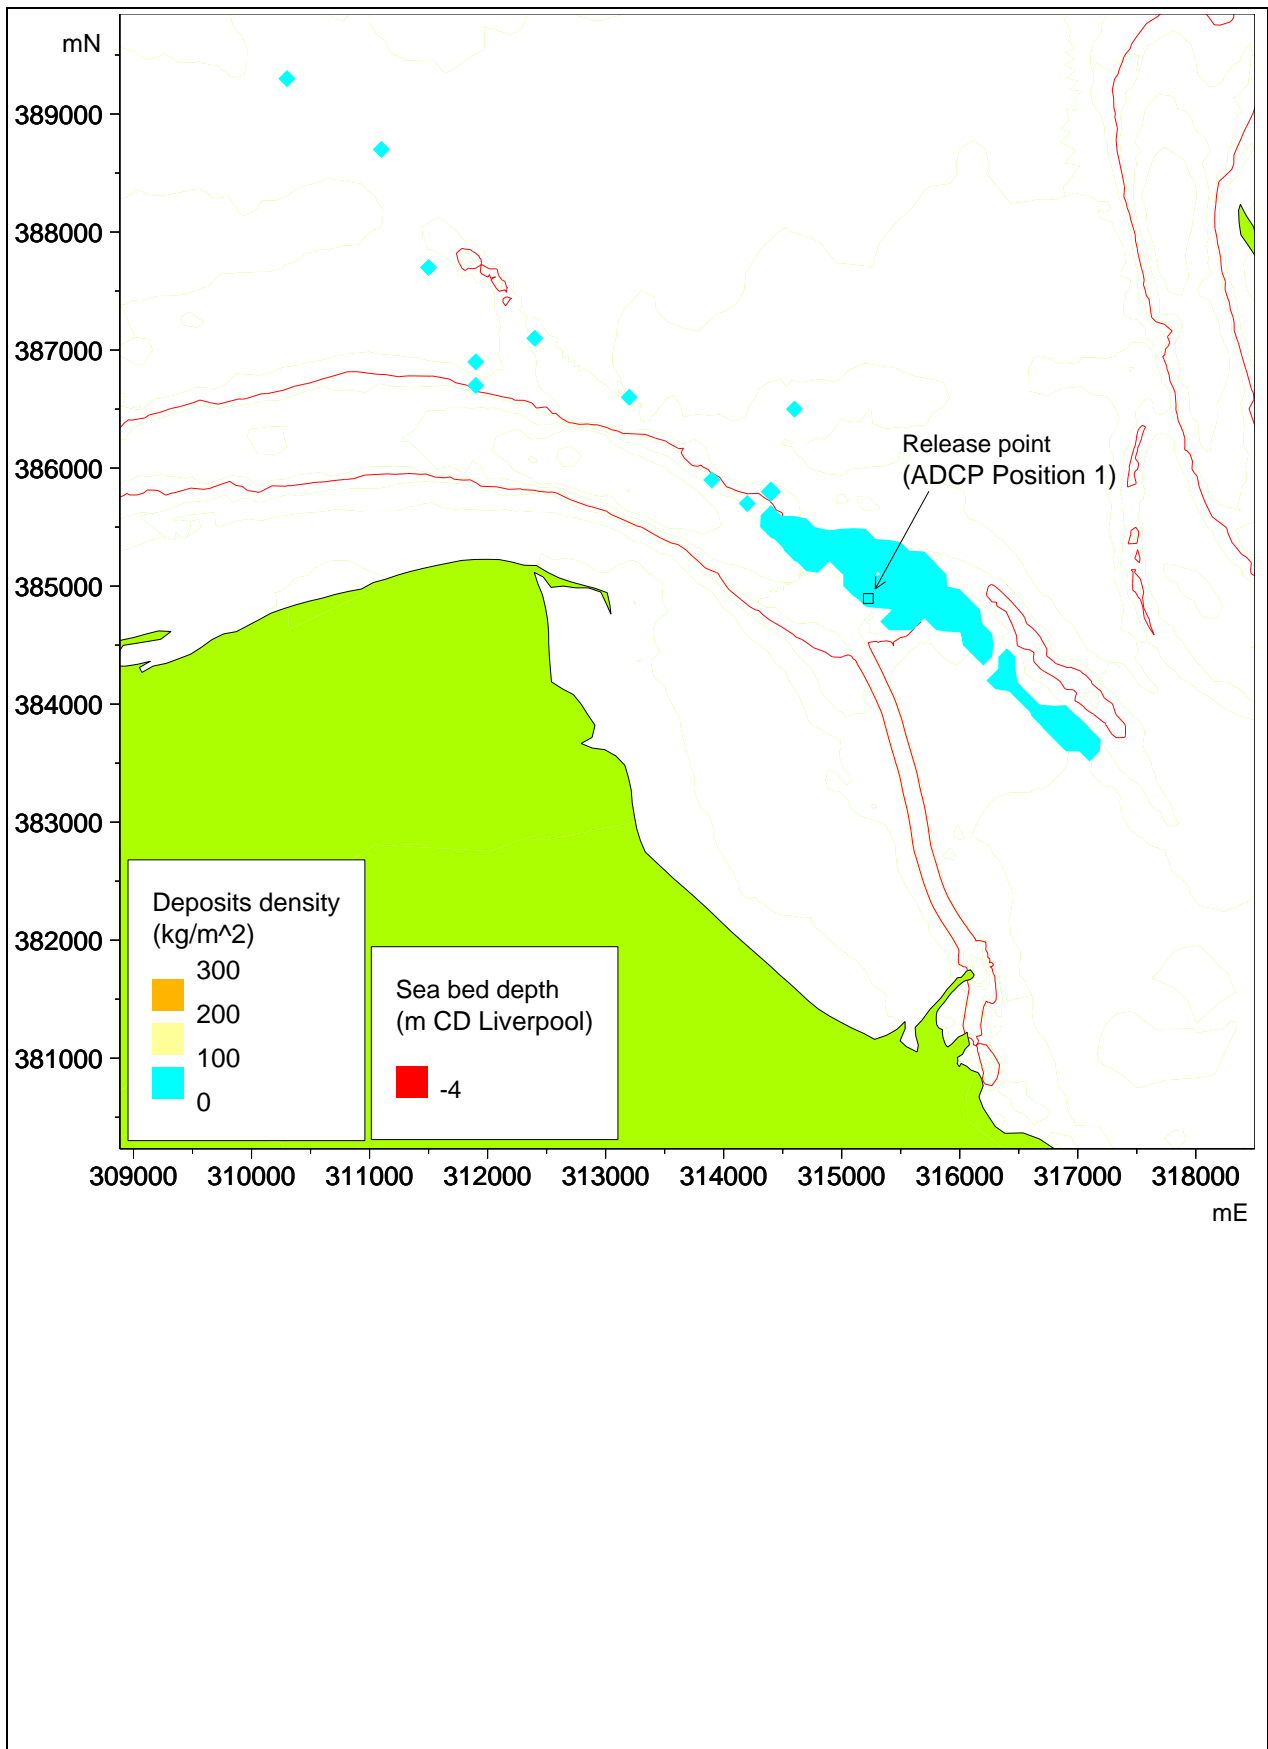 mN
389000
388000
387000
386000
385000
384000
383000
382000
381000
Release point
(ADCP Position 1)
Deposits density
(kg/m^2)
300
200
100
0
Sea bed depth
(m CD Liverpool)
-4
309000 310000 311000 312000 313000 314000 315000 316000 317000 318000
mE